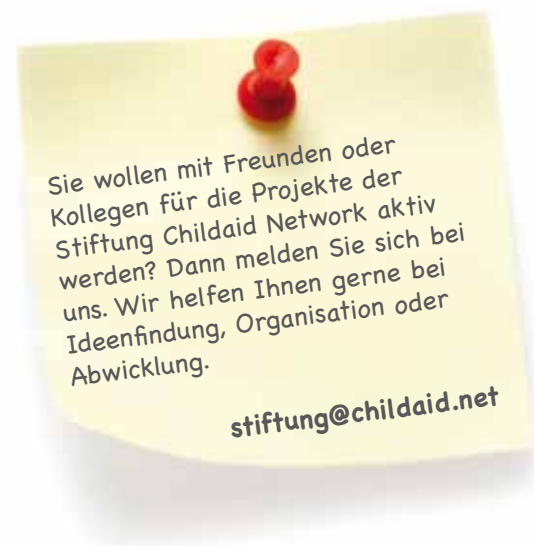 Sie wollen mit Freunden oder
Kollegen für die Projekte der
Stiftung Childaid Network aktiv
werden? Dann melden Sie sich bei
uns. Wir helfen Ihnen gerne bei
Ideenfindung, Organisation oder
Abwicklung.
stiftung@childaid.net